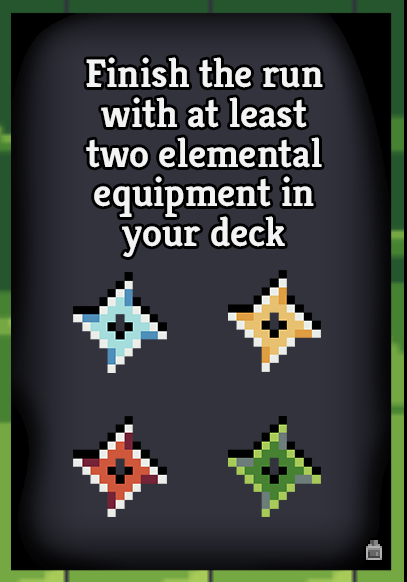 Finish the run
with at least
two elemental
equipment in
your deck